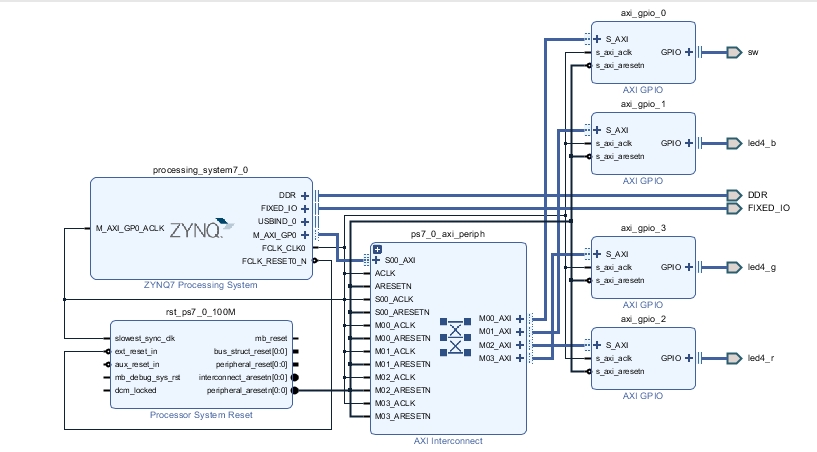 axi_gpio_0
S_AXI
s_axi_aclk
s_axi_aresetn
GPIO
AXI GPIO
sw
axi_gpio_1
S_AXI
s_axi_aclk
s_axi_aresetn
GPIO
AXI GPIO
led4_b
processing_system7_0
M_AXI_GP0_ACLK
ZYNQ
DDR
FIXED_IO
USBIND_0
M_AXI_GP0
FCLK_CLK0
FCLK_RESET0_N
ZYNQ7 Processing System
DDR
FIXED_IO
ps7_0_axi_periph
S00_AXI
ACLK
ARESETN
S00_ACLK
S00_ARESETN
M00_ACLK
M00_ARESETN
M01_ACLK
M01_ARESETN
M02_ACLK
M02_ARESETN
M03_ACLK
M03_ARESETN
M00_AXI
M01_AXI
M02_AXI
M03_AXI
AXI Interconnect
axi_gpio_3
S_AXI
s_axi_aclk
s_axi_aresetn
GPIO
AXI GPIO
led4_g
rst_ps7_0_100M
slowest_sync_clk
ext_reset_in
aux_reset_in
mb_debug_sys_rst
dcm_locked
mb_reset
bus_struct_reset[0:0]
peripheral_reset[0:0]
interconnect_aresetn[0:0]
peripheral_aresetn[0:0]
Processor System Reset
axi_gpio_2
S_AXI
s_axi_aclk
s_axi_aresetn
GPIO
AXI GPIO
led4_r